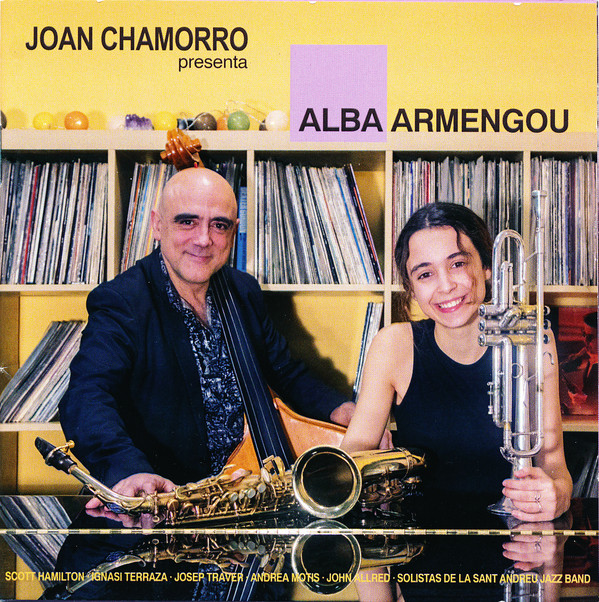 JOAN CHAMORRO
presenta
ALBA ARMENGOU
SCOTT HAMILTON · IGNASI TERRAZA · JOSEP TRAVER · ANDREA MOTIS · JOHN ALLRED · SOLISTAS DE LA SANT ANDREU JAZZ BAND